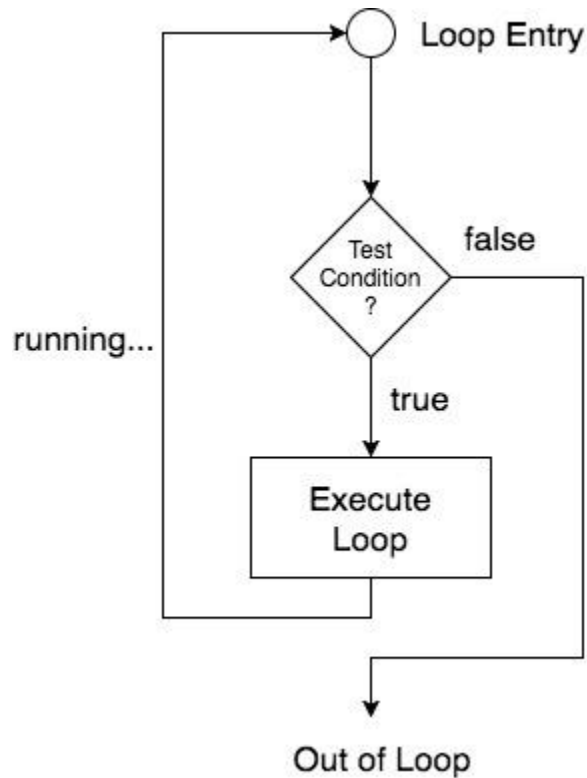 Loop Entry
Test
Condition
?
false
running...
true
Execute
Loop
Out of Loop